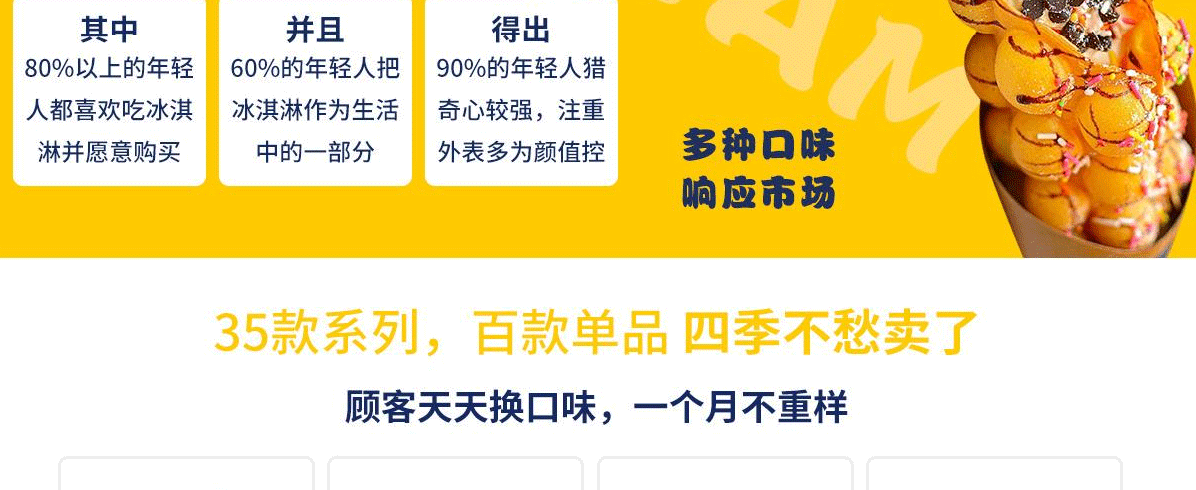 其中
80%以上的年轻
人都喜欢吃冰淇
淋并愿意购买
并且
60%的年轻人把
冰淇淋作为生活
中的一部分
得出
90%的年轻人猎
奇心较强，注重
外表多为颜值控
AM
多种口味
响应市场
35款系列，百款单品 四季不愁卖了
顾客天天换口味，一个月不重样